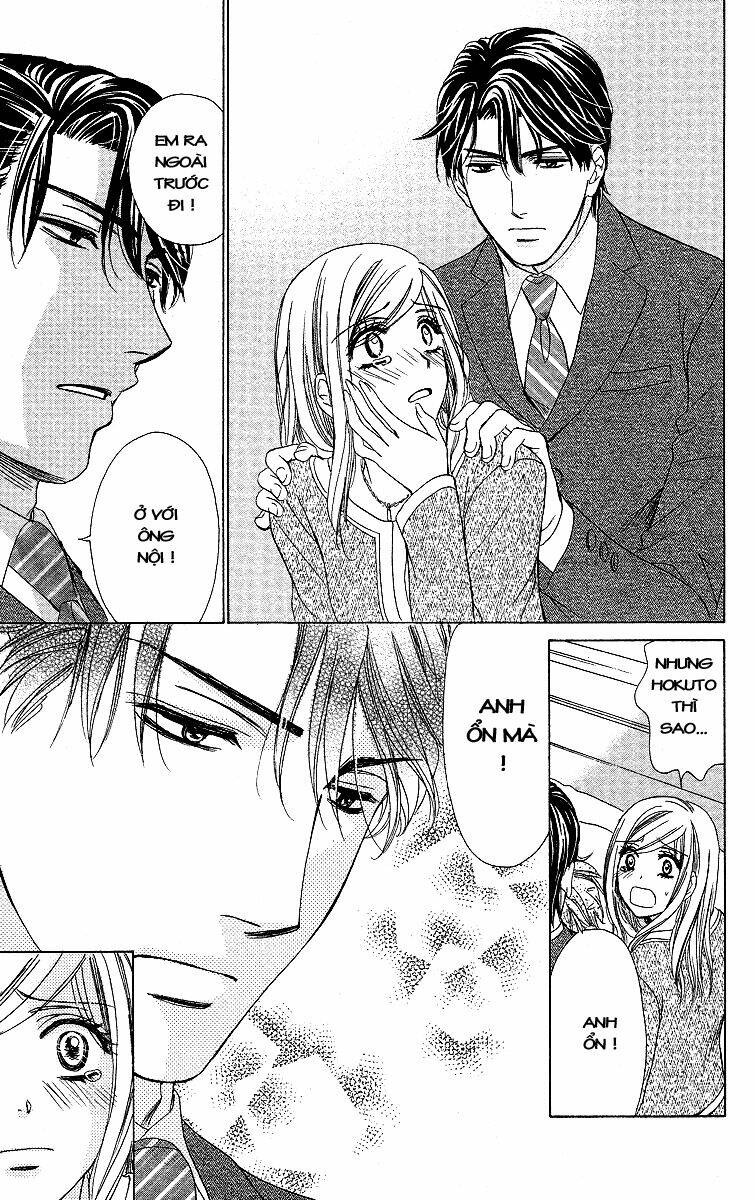 EM RA
NGOÀI
TRƯỚC
ĐI !
Ở VỚI
ÔNG
NỘI !
NHƯNG
HOKUTO
THÌ
SAO...
ANH
ỔN !
ANH
ỔN MÀ
!